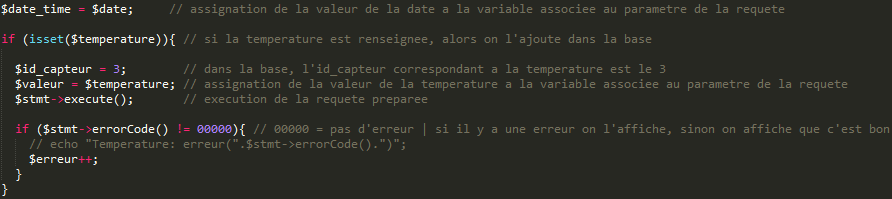 $date_time = $date;     // assignation de la valeur de la date a la variable associee au parametre de la requete
if (isset($temperature)){ // si la temperature est renseignee, alors on l'ajoute dans la base
  $id_capteur = 3;        // dans la base, l'id_capteur correspondant a la temperature est le 3
  $valeur = $temperature; // assignation de la valeur de la temperature a la variable associee au parametre de la requete
  $stmt->execute();       // execution de la requete preparee
  if ($stmt->errorCode() != 00000){ // 00000 = pas d'erreur | si il y a une erreur on l'affiche, sinon on affiche que c'est bon
    // echo "Temperature: erreur(".$stmt->errorCode().")";
    $erreur++;
  }
}